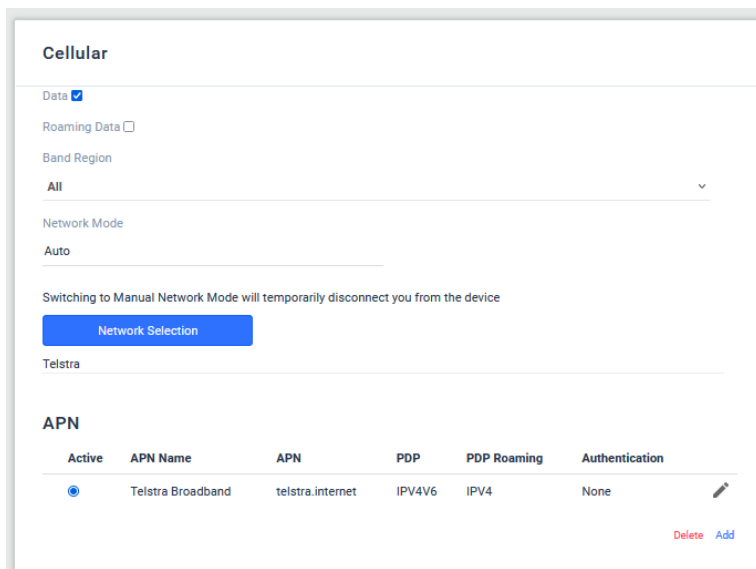 Cellular
Data
Roaming Data
Band Region
All
Network Mode
Auto
Switching to Manual Network Mode will temporarily disconnect you from the device
Network Selection
Telstra
APN
Active APN Name APN PDP PDP Roaming Authentication
Telstra Broadband telstra.internet IPV4V6 IPV4 None
Delete Add